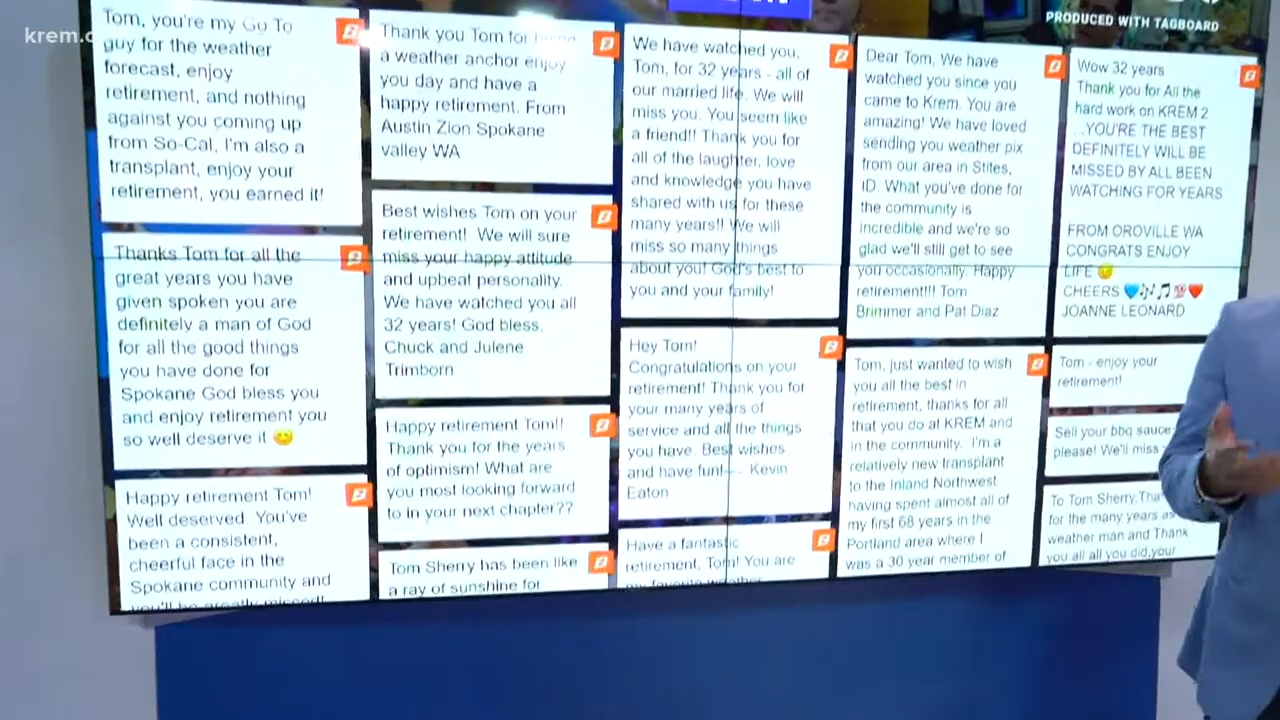 krem.c
PRODUCED WITH TAGBOARD
Tom, you're my Go To
guy for the weather
forecast, enjoy
retirement, and nothing
against you coming up
from So-Cal, I'm also a
transplant, enjoy your
retirement, you earned it!
Thanks Tom for all the
great years you have
given spoken you are
definitely a man of God
for all the good things
you have done for
Spokane God bless you
and enjoy retirement you
so well deserve it 😊
Happy retirement Tom!
Well deserved. You've
been a consistent,
cheerful face in the
Spokane community and
you'll be greatly missed!
Thank you Tom for being
a weather anchor enjoy
you day and have a
happy retirement. From
Austin Zion Spokane
valley WA
Best wishes Tom on your
retirement! We will sure
miss your happy attitude
and upbeat personality.
We have watched you all
32 years! God bless,
Chuck and Julene
Trimborn
Happy retirement Tom!!
Thank you for the years
of optimism! What are
you most looking forward
to in your next chapter??
Tom Sherry has been like
a ray of sunshine for
We have watched you,
Tom, for 32 years - all of
our married life. We will
miss you. You seem like
a friend!! Thank you for
all of the laughter, love
and knowledge you have
shared with us for these
many years!! We will
miss so many things
about you! God's best to
you and your family!
Hey Tom!
Congratulations on your
retirement! Thank you for
your many years of
service and all the things
you have. Best wishes
and have fun! Kevin
Eaton
Have a fantastic
retirement, Tom! You are
my favorite weather
Dear Tom, We have
watched you since you
came to Krem. You are
amazing! We have loved
sending you weather pix
from our area in Stites,
ID. What you've done for
the community is
incredible and we're so
glad we'll still get to see
you occasionally. Happy
retirement!!! Tom
Brimmer and Pat Diaz
Tom, just wanted to wish
you all the best in
retirement, thanks for all
that you do at KREM and
in the community. I'm a
relatively new transplant
to the Inland Northwest
having spent almost all of
my first 68 years in the
Portland area where I
was a 30 year member of
Wow 32 years
Thank you for All the
hard work on KREM 2
...YOU'RE THE BEST
DEFINITELY WILL BE
MISSED BY ALL BEEN
WATCHING FOR YEARS
FROM OROVILLE WA
CONGRATS ENJOY
LIFE 😉
CHEERS 💙🎶🎵💯❤️
JOANNE LEONARD
Tom - enjoy your
retirement!
Sell your bbq sauce
please! We'll miss
To Tom Sherry,
for the many years as
weather man and Thank
you all you did,your